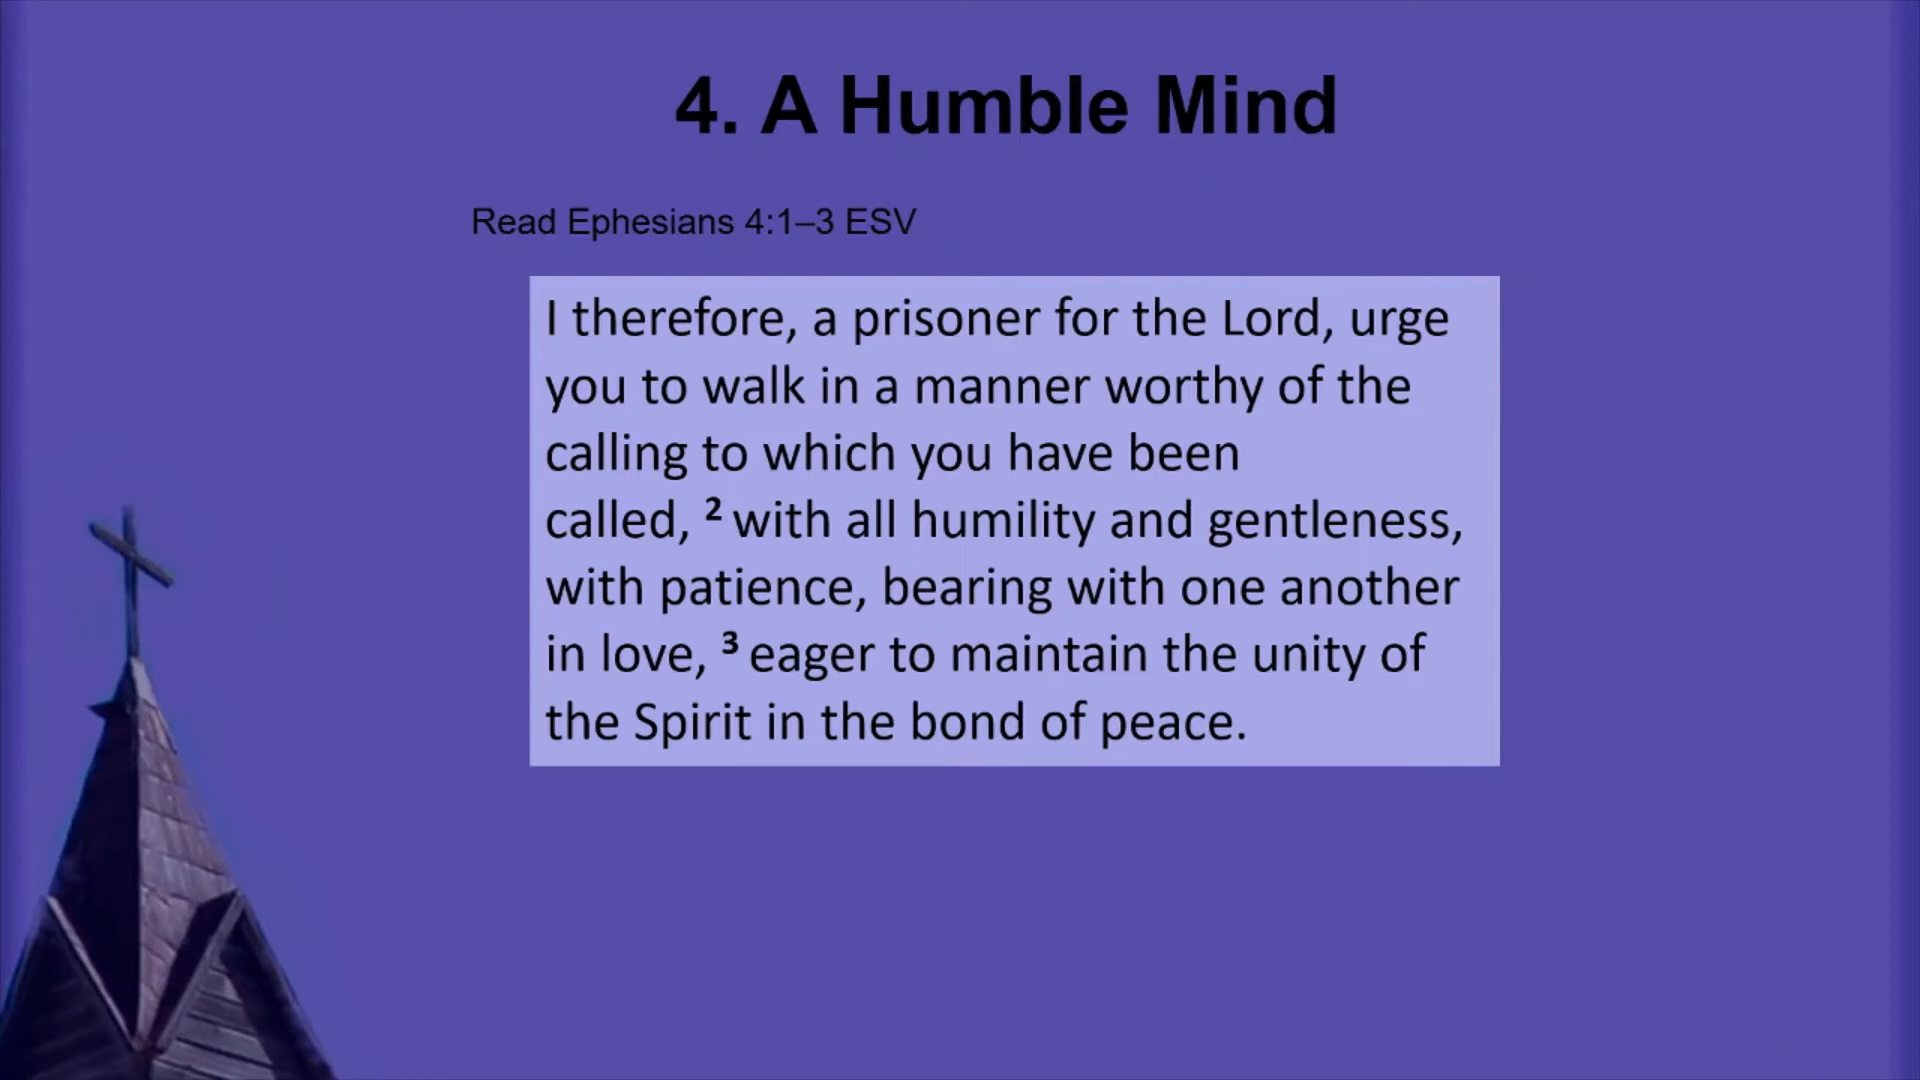 4. A Humble Mind
Read Ephesians 4:1–3 ESV
I therefore, a prisoner for the Lord, urge
you to walk in a manner worthy of the
calling to which you have been
called, ² with all humility and gentleness,
with patience, bearing with one another
in love, ³ eager to maintain the unity of
the Spirit in the bond of peace.